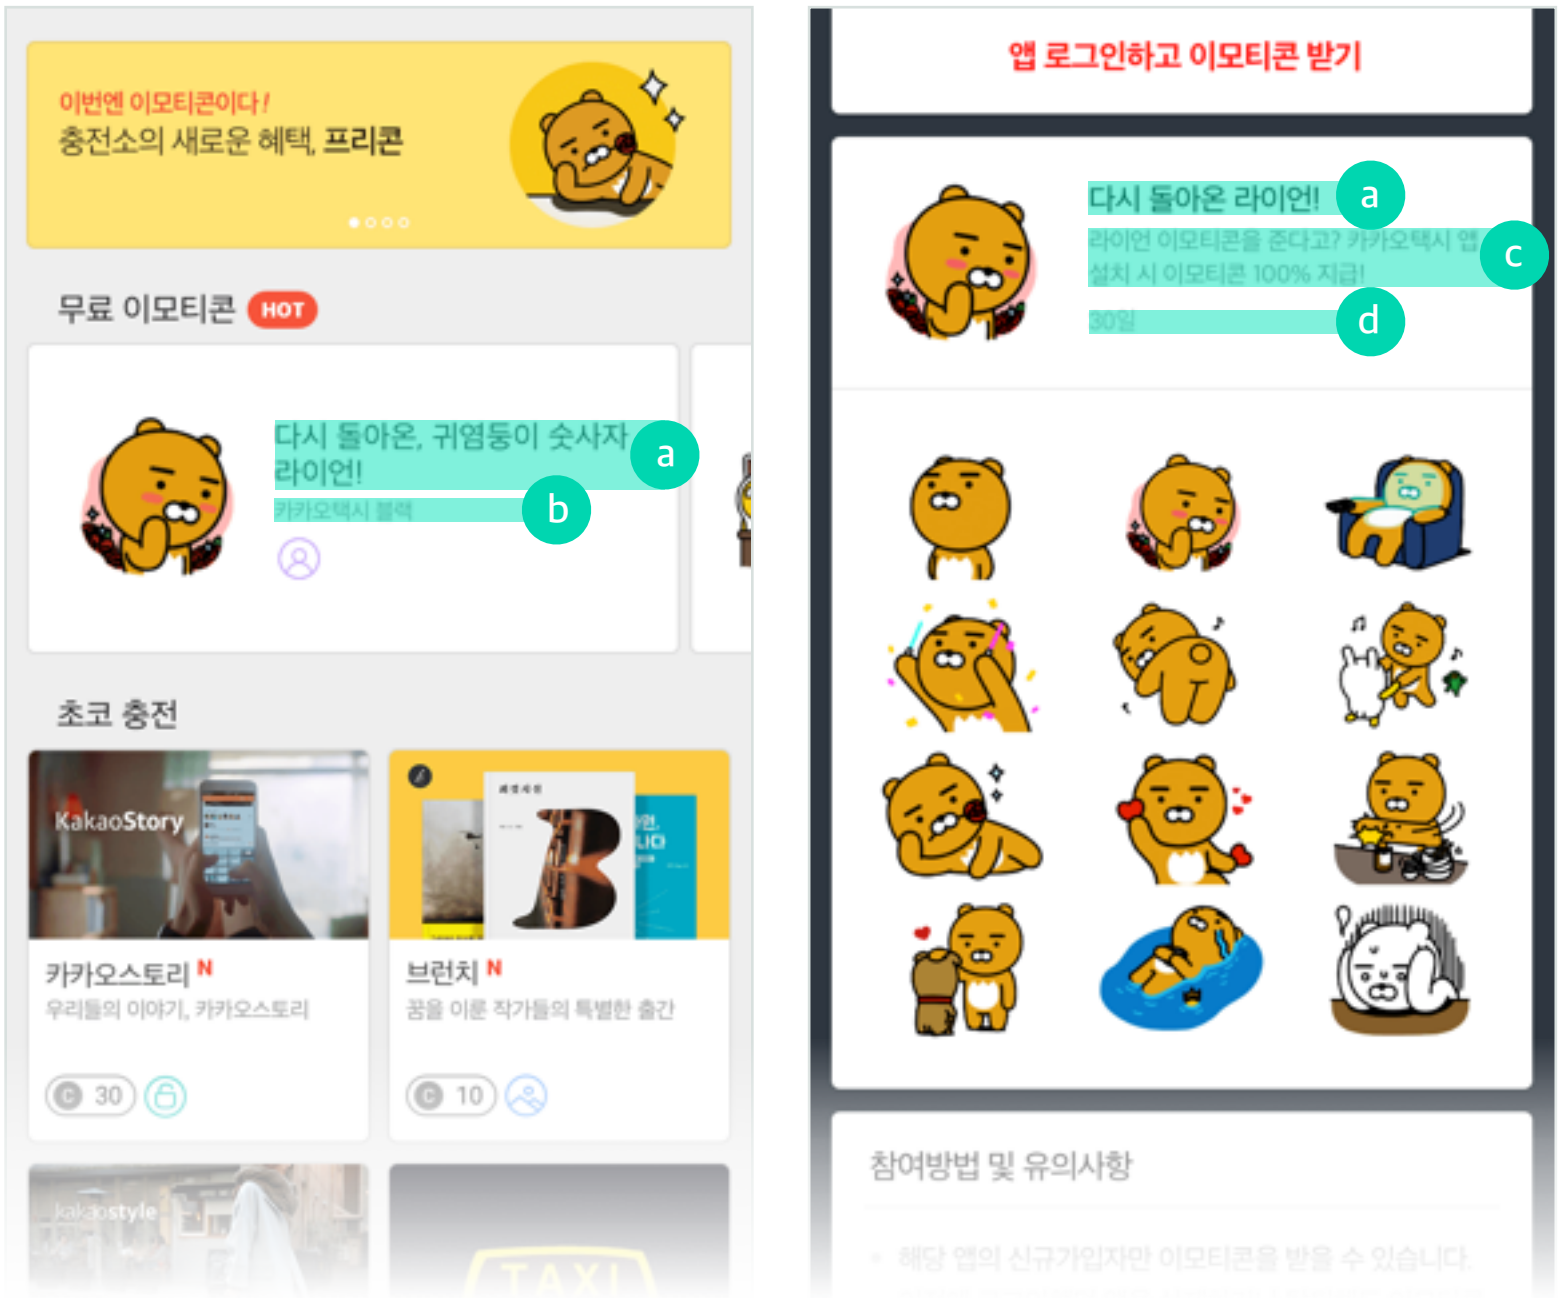 이번엔 이모티콘이다!
충전소의 새로운 혜택, 프리콘
무료 이모티콘 HOT
다시 돌아온, 귀염둥이 숫사자
라이언!
a
카카오택시 블랙
b
초코 충전
KakaoStory
카카오스토리 N
우리들의 이야기, 카카오스토리
C 30
브런치 N
꿈을 이룬 작가들의 특별한 출간
C 10
kakaostyle
TAXI
앱 로그인하고 이모티콘 받기
다시 돌아온 라이언!
a
라이언 이모티콘을 준다고? 카카오택시 앱
설치 시 이모티콘 100% 지급!
c
30일
d
참여방법 및 유의사항
• 해당 앱의 신규가입자만 이모티콘을 받을 수 있습니다.